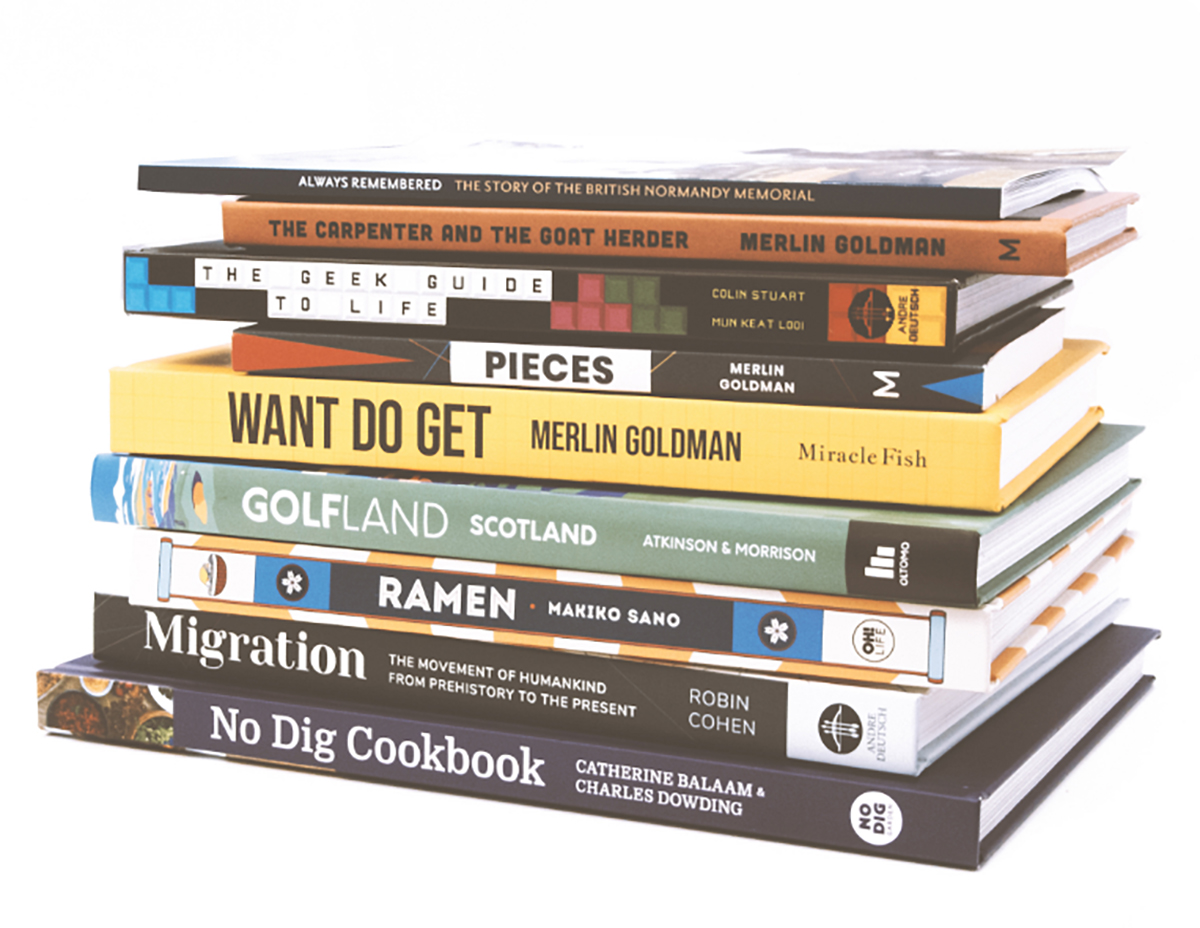 ALWAYS REMEMBERED THE STORY OF THE BRITISH NORMANDY MEMORIAL
THE CARPENTER AND THE GOAT HERDER MERLIN GOLDMAN M
THE GEEK GUIDE
TO LIFE
COLIN STUART
MUN KEAT LOOI
ANDRE
DEUTSCH
PIECES
MERLIN
GOLDMAN
M
WANT DO GET MERLIN GOLDMAN Miracle Fish
GOLFLAND SCOTLAND ATKINSON & MORRISON
OLTOMO
RAMEN · MAKIKO SANO
OH!
LIFE
Migration
THE MOVEMENT OF HUMANKIND
FROM PREHISTORY TO THE PRESENT
ROBIN
COHEN
ANDRE
DEUTSCH
No Dig Cookbook
CATHERINE BALAAM &
CHARLES DOWDING
NO
DIG
GARDEN